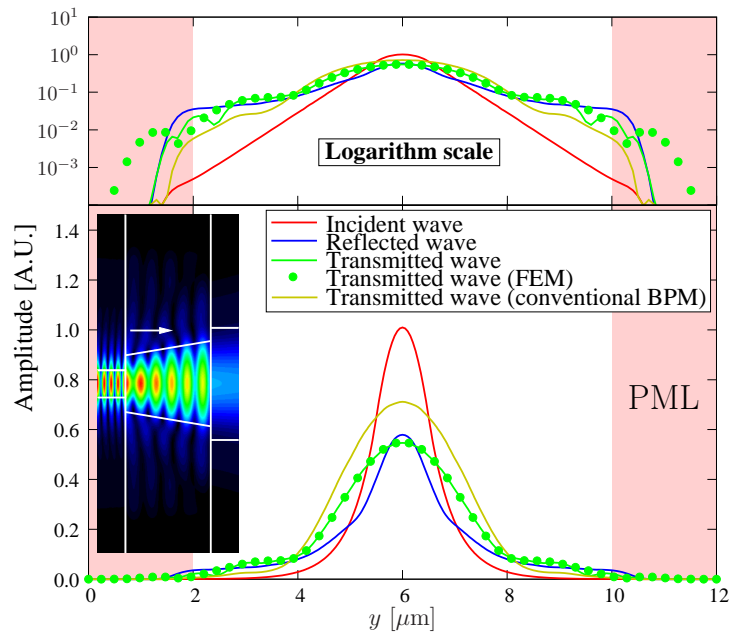 10^1
10^0
10^-1
10^-2
10^-3
Logarithm scale
Amplitude [A.U.]
1.4
1.2
1.0
0.8
0.6
0.4
0.2
0.0
Incident wave
Reflected wave
Transmitted wave
Transmitted wave (FEM)
Transmitted wave (conventional BPM)
PML
0 2 4 6 8 10 12
y [μm]